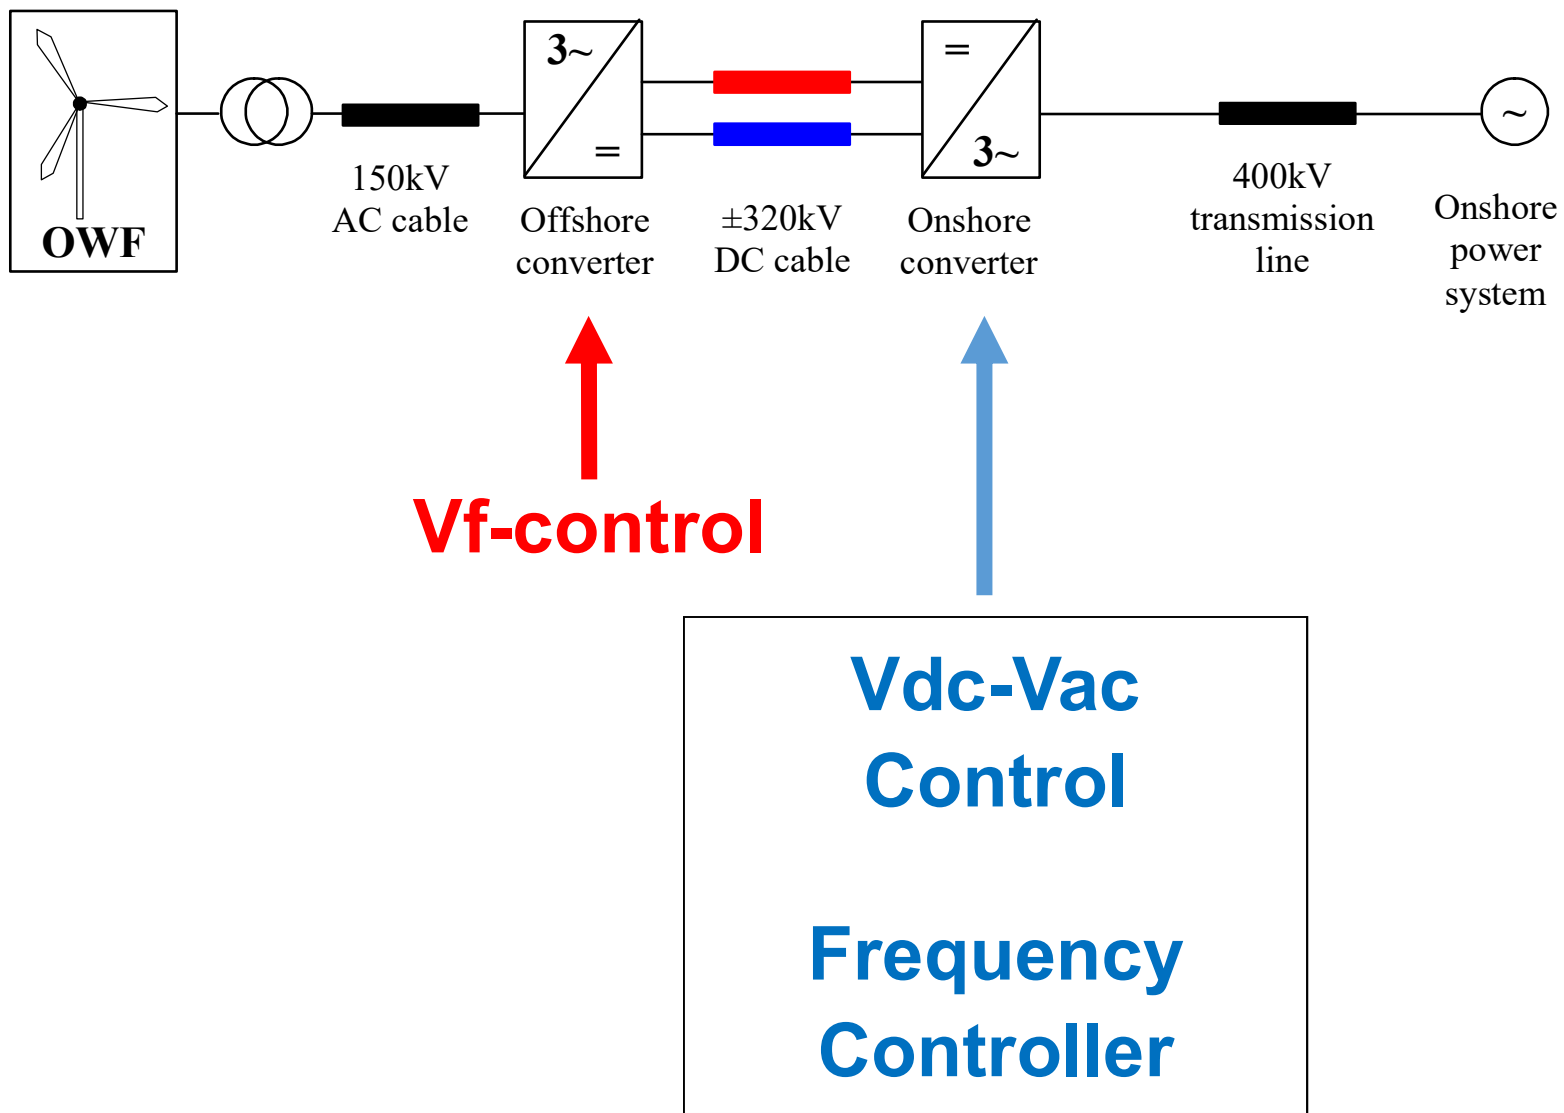 OWF
150kV
AC cable
3~
=
Offshore
converter
±320kV
DC cable
=
3~
Onshore
converter
400kV
transmission
line
~
Onshore
power
system
Vf-control
Vdc-Vac
Control
Frequency
Controller